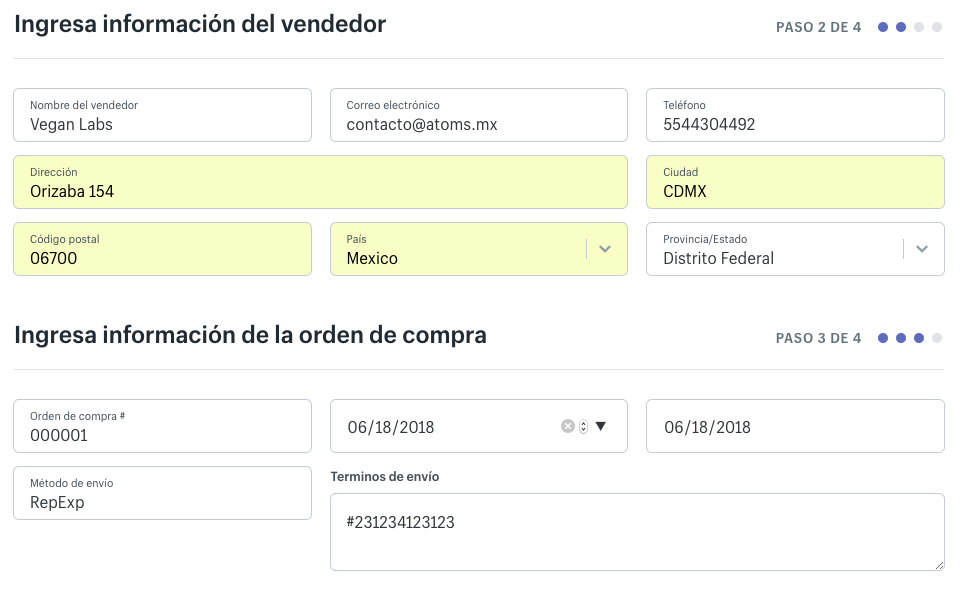 Ingresa información del vendedor
PASO 2 DE 4
Nombre del vendedor
Vegan Labs
Correo electrónico
contacto@atoms.mx
Teléfono
5544304492
Dirección
Orizaba 154
Ciudad
CDMX
Código postal
06700
País
Mexico
Provincia/Estado
Distrito Federal
Ingresa información de la orden de compra
PASO 3 DE 4
Orden de compra #
000001
06/18/2018
06/18/2018
Método de envío
RepExp
Terminos de envío
#231234123123